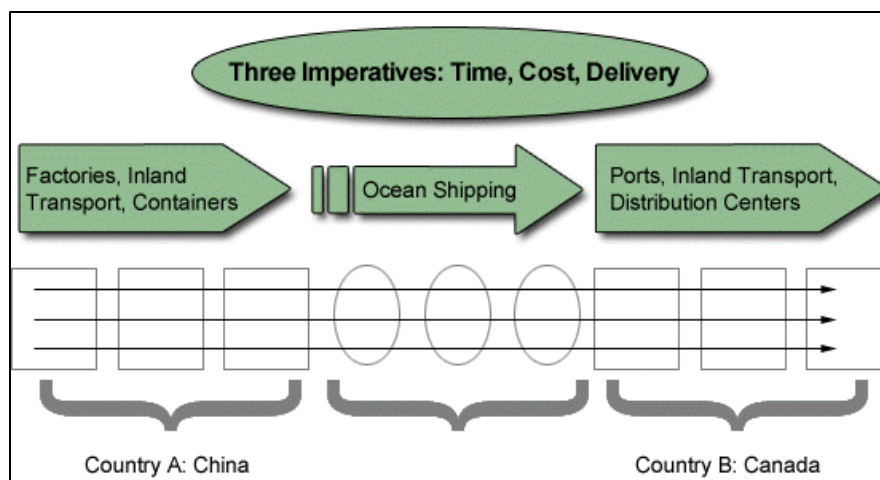 Three Imperatives: Time, Cost, Delivery
Factories, Inland
Transport, Containers
Ocean Shipping
Ports, Inland Transport,
Distribution Centers
Country A: China
Country B: Canada